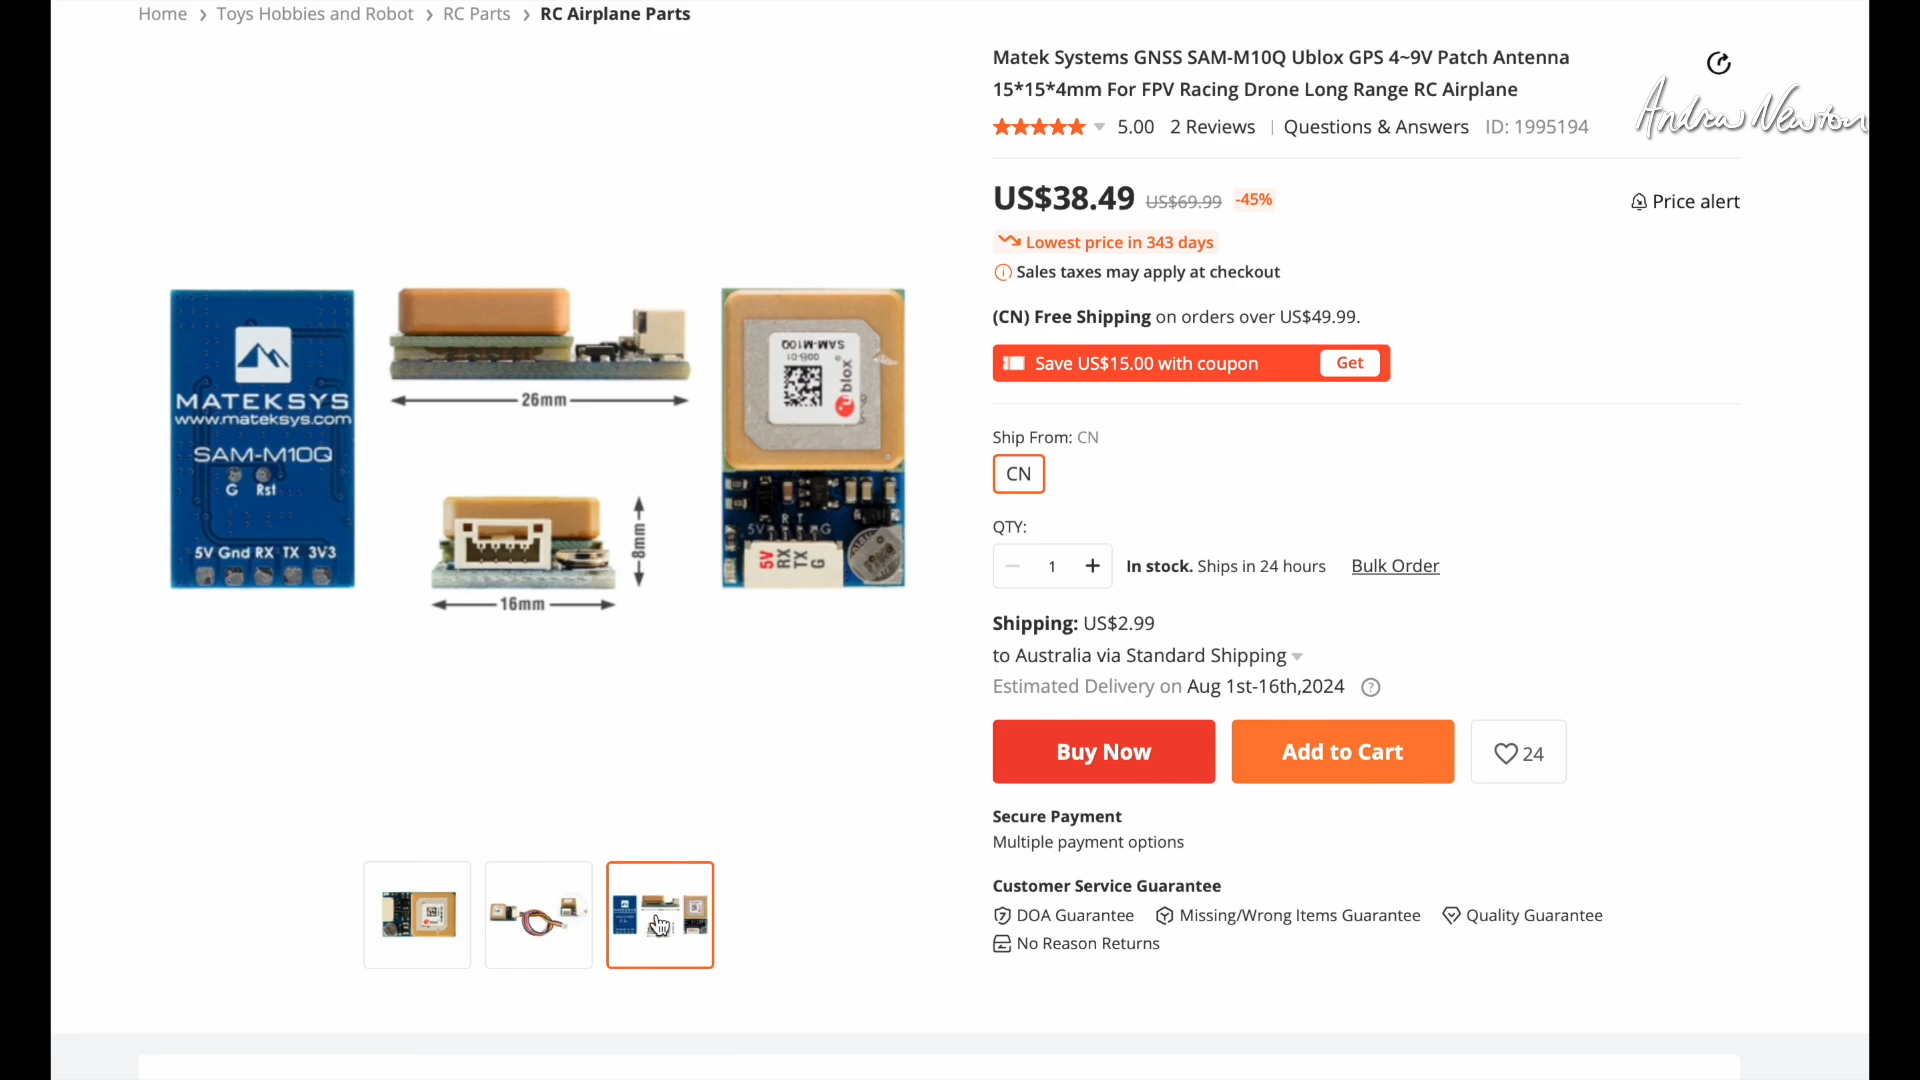 Home > Toys Hobbies and Robot > RC Parts > RC Airplane Parts
Matek Systems GNSS SAM-M10Q Ublox GPS 4~9V Patch Antenna
15*15*4mm For FPV Racing Drone Long Range RC Airplane
Andrew Newton
5.00 2 Reviews | Questions & Answers ID: 1995194
US$38.49 US$69.99 -45%
Price alert
Lowest price in 343 days
Sales taxes may apply at checkout
(CN) Free Shipping on orders over US$49.99.
Save US$15.00 with coupon Get
Ship From: CN
CN
QTY:
1 + In stock. Ships in 24 hours Bulk Order
Shipping: US$2.99
to Australia via Standard Shipping
Estimated Delivery on Aug 1st-16th,2024 ?
Buy Now Add to Cart 24
Secure Payment
Multiple payment options
Customer Service Guarantee
DOA Guarantee Missing/Wrong Items Guarantee Quality Guarantee
No Reason Returns
MATEKSYS
www.mateksys.com
SAM-M10Q
G Rst
5V Gnd RX TX 3V3
26mm
8mm
16mm
SAM-M10Q
ublox
5V R T G
5V
RX
TX
G